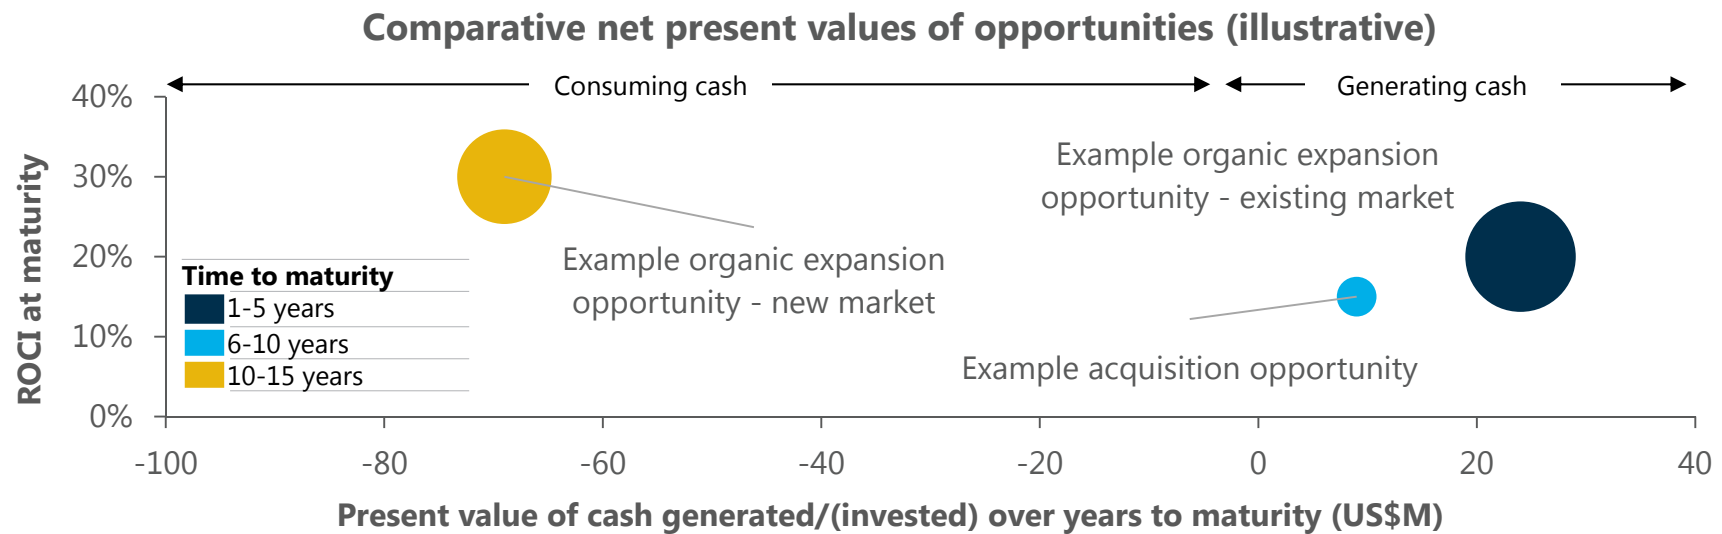 Comparative net present values of opportunities (illustrative)
Consuming cash
Generating cash
40%
30%
20%
10%
0%
ROCI at maturity
Example organic expansion
opportunity - existing market
Example organic expansion
opportunity - new market
Example acquisition opportunity
Time to maturity
1-5 years
6-10 years
10-15 years
-100
-80
-60
-40
-20
0
20
40
Present value of cash generated/(invested) over years to maturity (US$M)